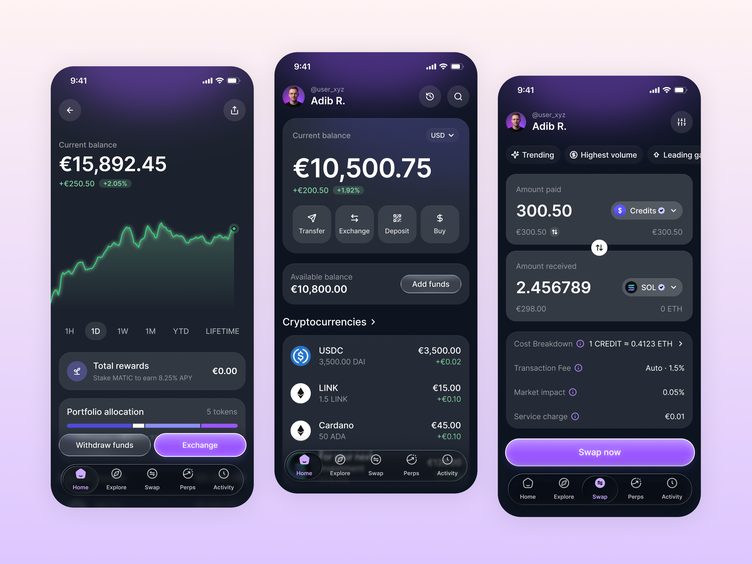 9:41
Current balance
€15,892.45
+€250.50 +2.05%
1H 1D 1W 1M YTD LIFETIME
Total rewards
Stake MATIC to earn 8.25% APY
€0.00
Portfolio allocation 5 tokens
Withdraw funds Exchange
Home Explore Swap Perps Activity
9:41
@user_xyz
Adib R.
Current balance USD
€10,500.75
+€200.50 +1.92%
Transfer Exchange Deposit Buy
Available balance
€10,800.00
Add funds
Cryptocurrencies
USDC €3,500.00
3,500.00 DAI +€0.02
LINK €15.00
1.5 LINK +€0.10
Cardano €45.00
50 ADA +€0.10
Home Explore Swap Perps Activity
9:41
@user_xyz
Adib R.
Trending Highest volume Leading ga
Amount paid
300.50 Credits
€300.50 €300.50
Amount received
2.456789 SOL
€298.00 0 ETH
Cost Breakdown 1 CREDIT = 0.4123 ETH
Transaction Fee Auto · 1.5%
Market impact 0.05%
Service charge €0.01
Swap now
Home Explore Swap Perps Activity